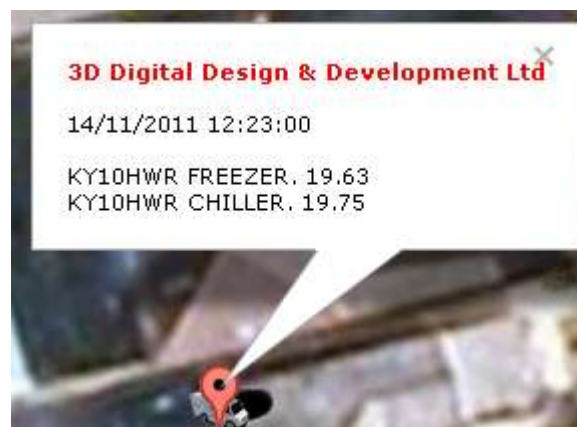 3D Digital Design & Development Ltd
14/11/2011 12:23:00
KY10HWR FREEZER. 19.63
KY10HWR CHILLER. 19.75